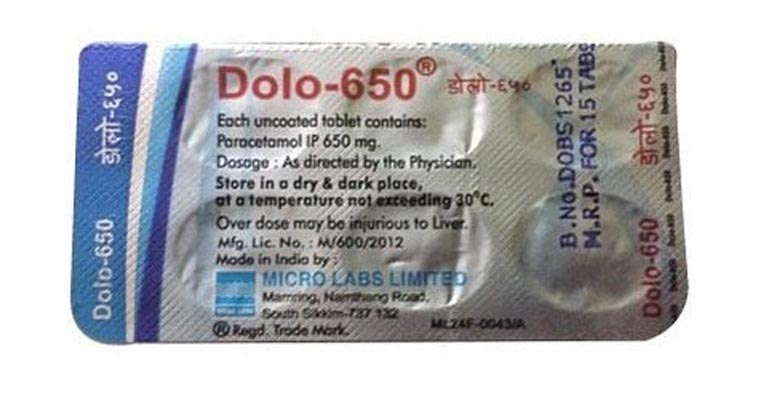 डोलो-६५०
Dolo-650
Dolo-650® डोलो-६५०
Each uncoated tablet contains:
Paracetamol IP 650 mg.
Dosage : As directed by the Physician.
Store in a dry & dark place,
at a temperature not exceeding 30°C.
Over dose may be injurious to Liver.
Mfg. Lic. No. : M/600/2012
Made in India by :
MICRO LABS LIMITED
Mamring, Namthang Road,
South Sikkim-737 132
® Regd. Trade Mark.
ML24F-0043/A
B.No.DOBS1265
M.R.P. FOR 15 TABS
डोलो-६५०
Dolo-650